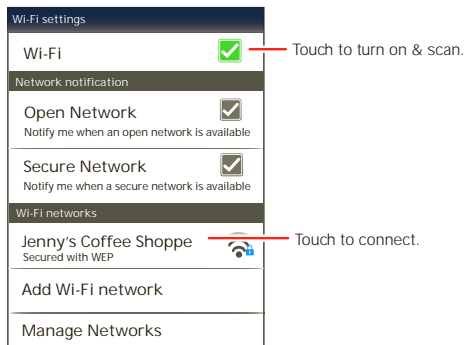 Wi-Fi settings
Wi-Fi
Touch to turn on & scan.
Network notification
Open Network
Notify me when an open network is available
Secure Network
Notify me when a secure network is available
Wi-Fi networks
Jenny's Coffee Shoppe
Touch to connect.
Secured with WEP
Add Wi-Fi network
Manage Networks